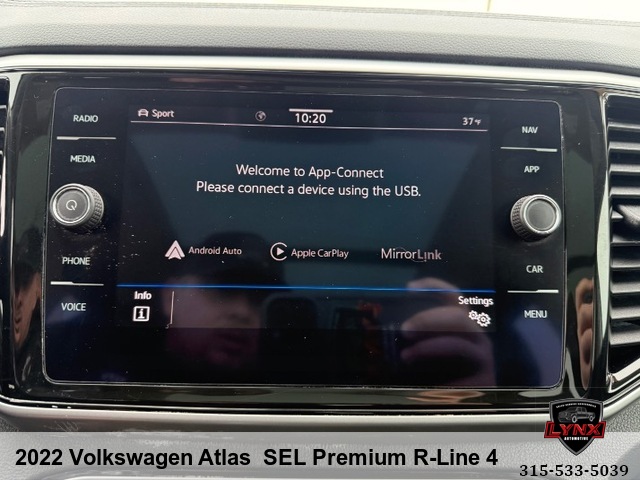 RADIO
MEDIA
PHONE
VOICE
Sport
10:20
37°F
Welcome to App-Connect
Please connect a device using the USB.
Android Auto
Apple CarPlay
MirrorLink
Info
Settings
NAV
APP
CAR
MENU
LYNX
AUTOMOTIVE
2022 Volkswagen Atlas SEL Premium R-Line 4
315-533-5039